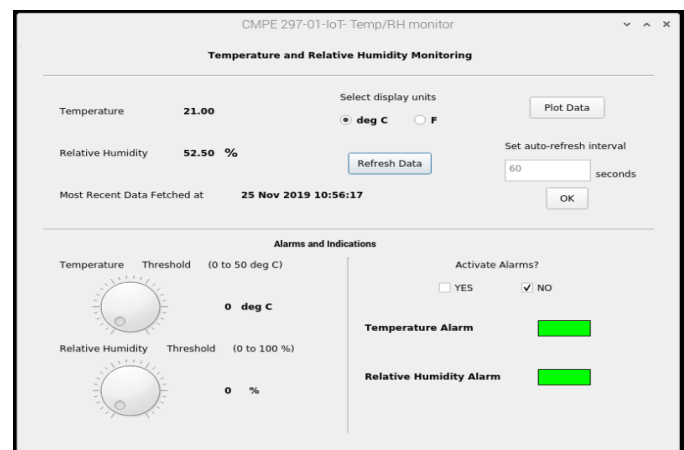 CMPE 297-01-IoT- Temp/RH monitor
Temperature and Relative Humidity Monitoring
Select display units
Plot Data
Temperature 21.00
deg C F
Relative Humidity 52.50 %
Set auto-refresh interval
Refresh Data
60 seconds
Most Recent Data Fetched at 25 Nov 2019 10:56:17
OK
Alarms and Indications
Temperature Threshold (0 to 50 deg C)
0 deg C
Relative Humidity Threshold (0 to 100 %)
0 %
Activate Alarms?
YES NO
Temperature Alarm
Relative Humidity Alarm